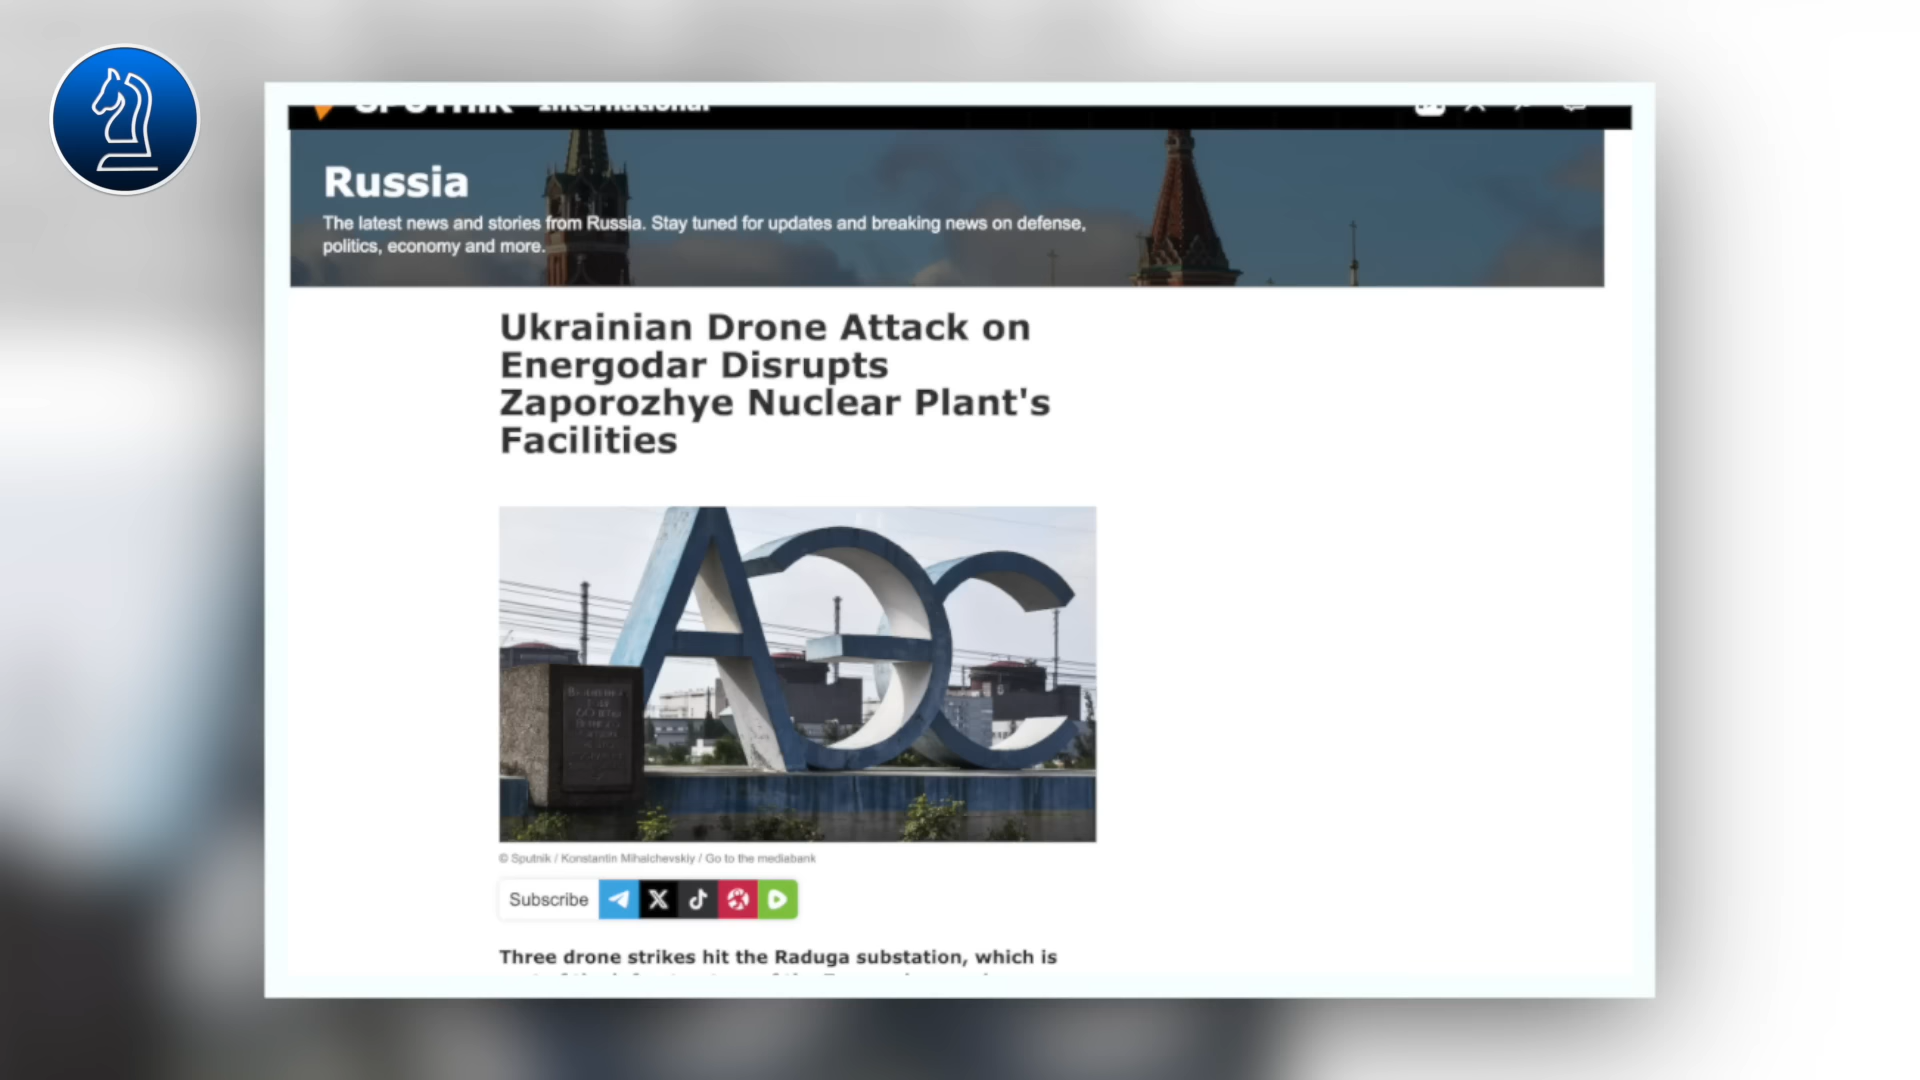 SPUTNIK International
Russia
The latest news and stories from Russia. Stay tuned for updates and breaking news on defense,
politics, economy and more.
Ukrainian Drone Attack on
Energodar Disrupts
Zaporozhye Nuclear Plant's
Facilities
АЭС
© Sputnik / Konstantin Mihalchevskiy / Go to the mediabank
Subscribe
Three drone strikes hit the Raduga substation, which is